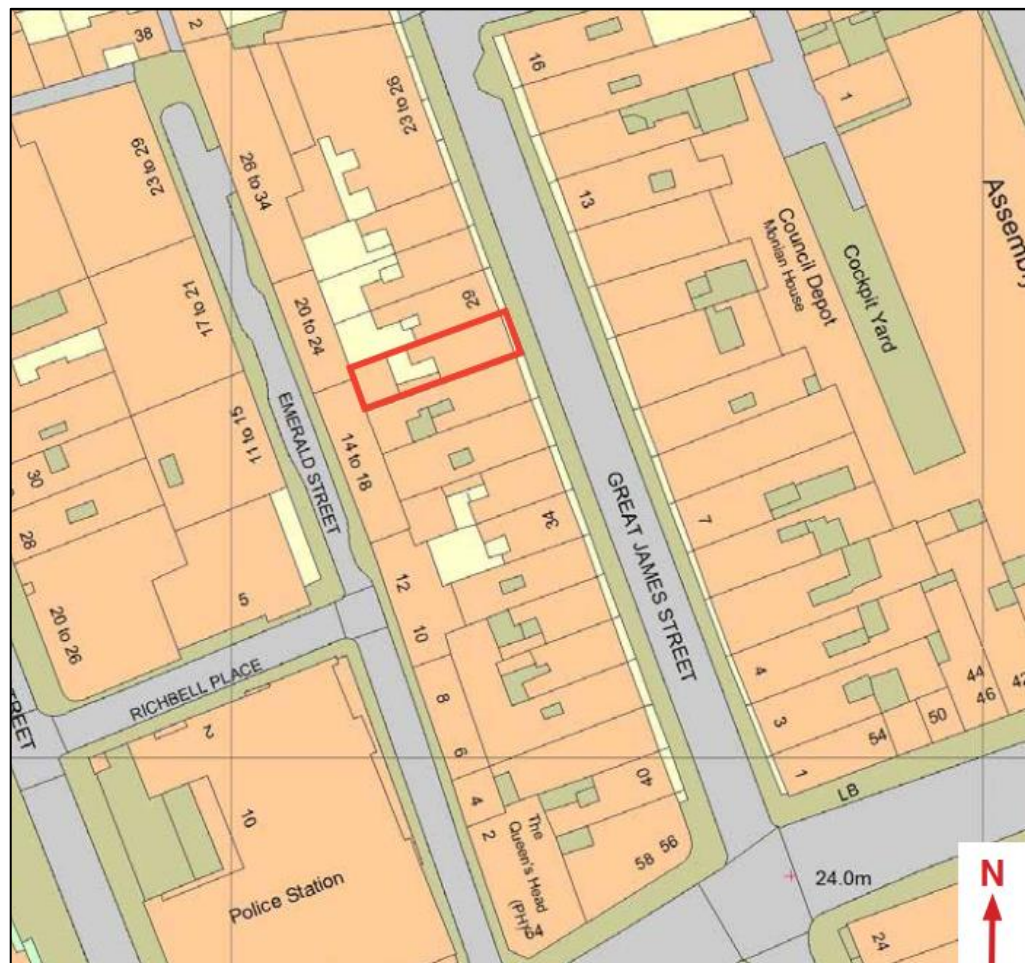 38
2
23 to 26
16
1
23 to 29
26 to 34
13
Council Depot
Monian House
Cockpit Yard
Assembly
17 to 21
20 to 24
29
EMERALD STREET
11 to 15
14 to 18
30
28
34
GREAT JAMES STREET
7
20 to 26
5
12
10
8
6
4
2
RICHBELL PLACE
STREET
2
10
Police Station
The
Queen's Head
(PH)
40
58
56
4
3
1
54
50
44
46
42
LB
24.0m
24
N